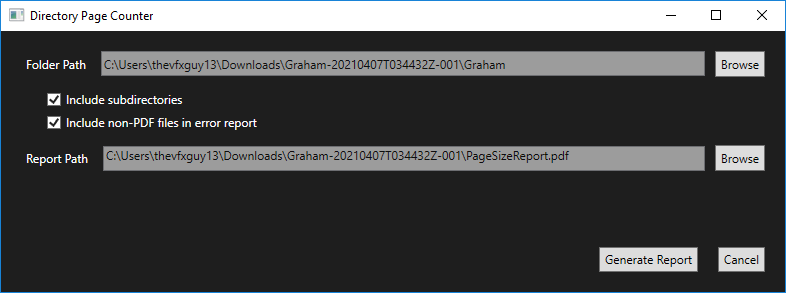 Directory Page Counter
Folder Path C:\Users\thevfxguy13\Downloads\Graham-20210407T034432Z-001\Graham Browse
Include subdirectories
Include non-PDF files in error report
Report Path C:\Users\thevfxguy13\Downloads\Graham-20210407T034432Z-001\PageSizeReport.pdf Browse
Generate Report Cancel